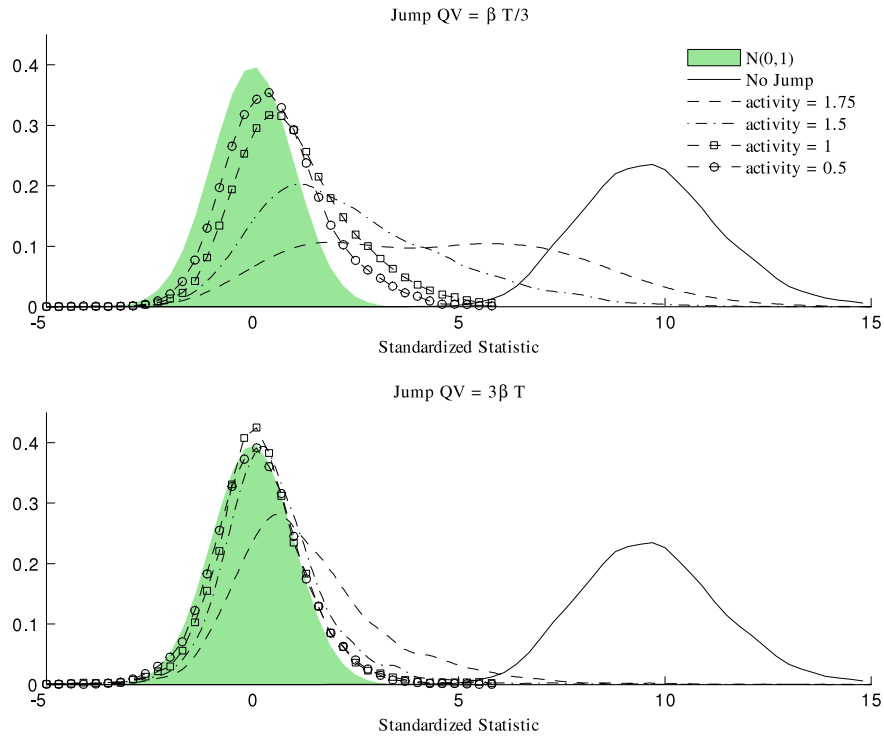 Jump QV = β T/3
0.4
0.3
0.2
0.1
0
-5
0
5
10
15
Standardized Statistic
N(0,1)
No Jump
activity = 1.75
activity = 1.5
activity = 1
activity = 0.5
Jump QV = 3β T
0.4
0.3
0.2
0.1
0
-5
0
5
10
15
Standardized Statistic